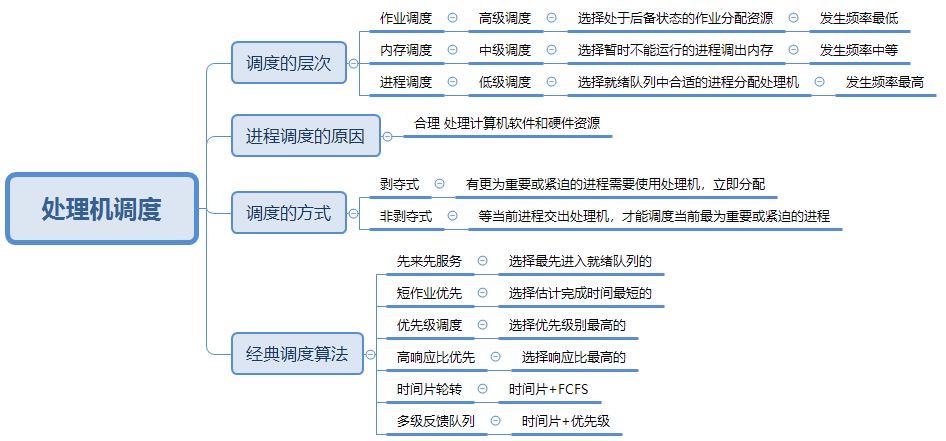 处理机调度
调度的层次
作业调度 高级调度 选择处于后备状态的作业分配资源 发生频率最低
内存调度 中级调度 选择暂时不能运行的进程调出内存 发生频率中等
进程调度 低级调度 选择就绪队列中合适的进程分配处理机 发生频率最高
进程调度的原因
合理 处理计算机软件和硬件资源
调度的方式
剥夺式 有更为重要或紧迫的进程需要使用处理机，立即分配
非剥夺式 等当前进程交出处理机，才能调度当前最为重要或紧迫的进程
经典调度算法
先来先服务 选择最先进入就绪队列的
短作业优先 选择估计完成时间最短的
优先级调度 选择优先级别最高的
高响应比优先 选择响应比最高的
时间片轮转 时间片+FCFS
多级反馈队列 时间片+优先级